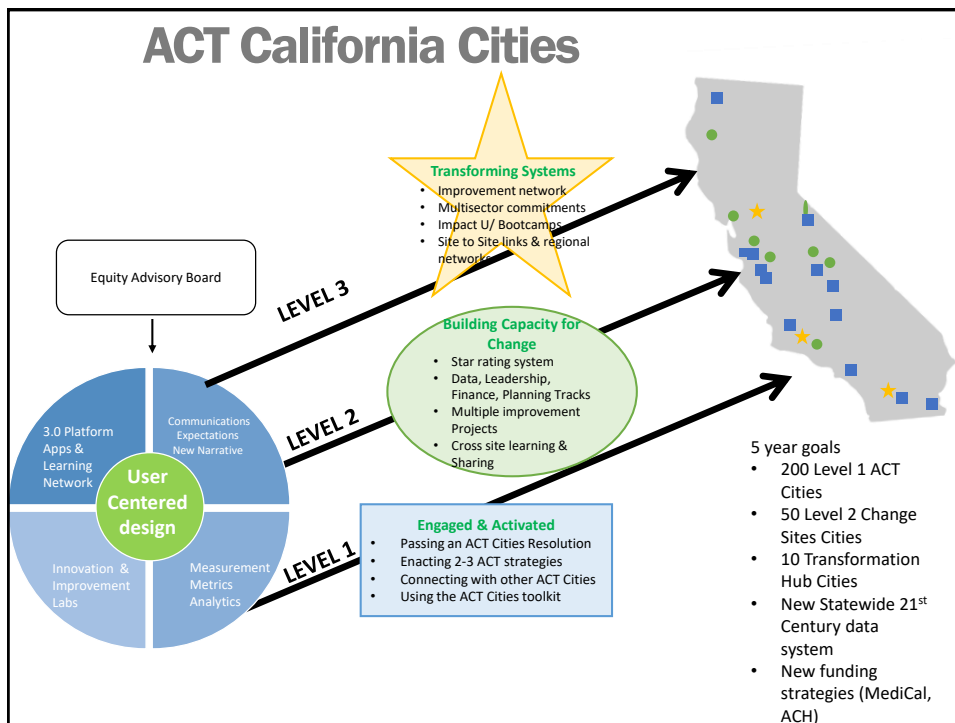 ACT California Cities
Transforming Systems
• Improvement network
• Multisector commitments
• Impact U/ Bootcamps
• Site to Site links & regional
networks
Equity Advisory Board
LEVEL 3
Building Capacity for
Change
• Star rating system
• Data, Leadership,
Finance, Planning Tracks
• Multiple improvement
Projects
• Cross site learning &
Sharing
LEVEL 2
3.0 Platform
Apps &
Learning
Network
Communications
Expectations
New Narrative
User
Centered
design
Innovation &
Improvement
Labs
Measurement
Metrics
Analytics
LEVEL 1
Engaged & Activated
• Passing an ACT Cities Resolution
• Enacting 2-3 ACT strategies
• Connecting with other ACT Cities
• Using the ACT Cities toolkit
5 year goals
• 200 Level 1 ACT
Cities
• 50 Level 2 Change
Sites Cities
• 10 Transformation
Hub Cities
• New Statewide 21st
Century data
system
• New funding
strategies (MediCal,
ACH)